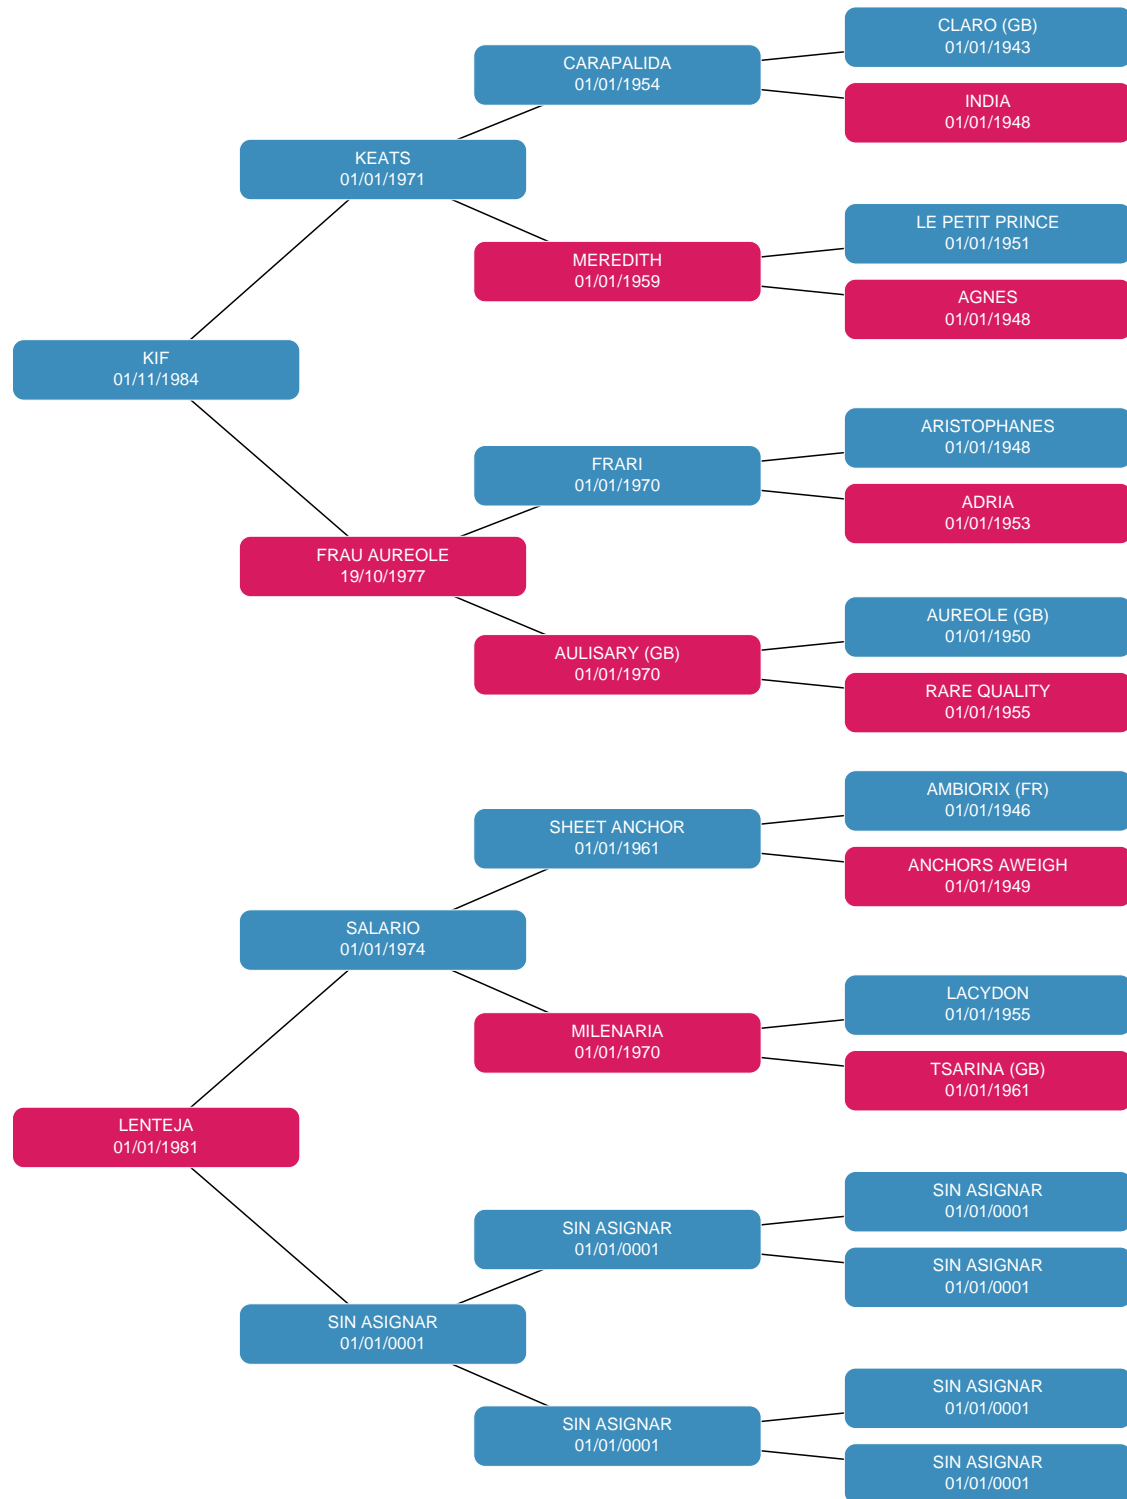 CLARO (GB)
01/01/1943
CARAPALIDA
01/01/1954
INDIA
01/01/1948
KEATS
01/01/1971
LE PETIT PRINCE
01/01/1951
MEREDITH
01/01/1959
AGNES
01/01/1948
KIF
01/11/1984
ARISTOPHANES
01/01/1948
FRARI
01/01/1970
ADRIA
01/01/1953
FRAU AUREOLE
19/10/1977
AUREOLE (GB)
01/01/1950
AULISARY (GB)
01/01/1970
RARE QUALITY
01/01/1955
AMBIORIX (FR)
01/01/1946
SHEET ANCHOR
01/01/1961
ANCHORS AWEIGH
01/01/1949
SALARIO
01/01/1974
LACYDON
01/01/1955
MILENARIA
01/01/1970
TSARINA (GB)
01/01/1961
LENTEJA
01/01/1981
SIN ASIGNAR
01/01/0001
SIN ASIGNAR
01/01/0001
SIN ASIGNAR
01/01/0001
SIN ASIGNAR
01/01/0001
SIN ASIGNAR
01/01/0001
SIN ASIGNAR
01/01/0001
SIN ASIGNAR
01/01/0001